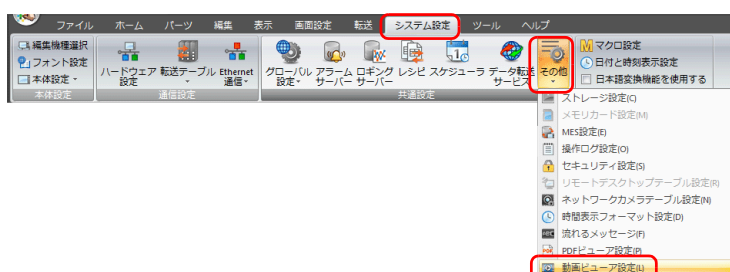 ファイル ホーム パーツ 編集 表示 画面設定 転送 システム設定 ツール ヘルプ
編集機種選択
フォント設定
本体設定
本体設定
ハードウェア設定
転送テーブル
Ethernet通信
通信設定
グローバル設定
アラームサーバー
ロギングサーバー
レシピ
スケジューラ
データ転送サービス
共通設定
その他
マクロ設定
日付と時刻表示設定
日本語変換機能を使用する
ストレージ設定(C)
メモリカード設定(M)
MES設定(E)
操作ログ設定(O)
セキュリティ設定(S)
リモートデスクトップテーブル設定(R)
ネットワークカメラテーブル設定(N)
時間表示フォーマット設定(D)
流れるメッセージ(F)
PDFビューア設定(P)
動画ビューア設定(L)